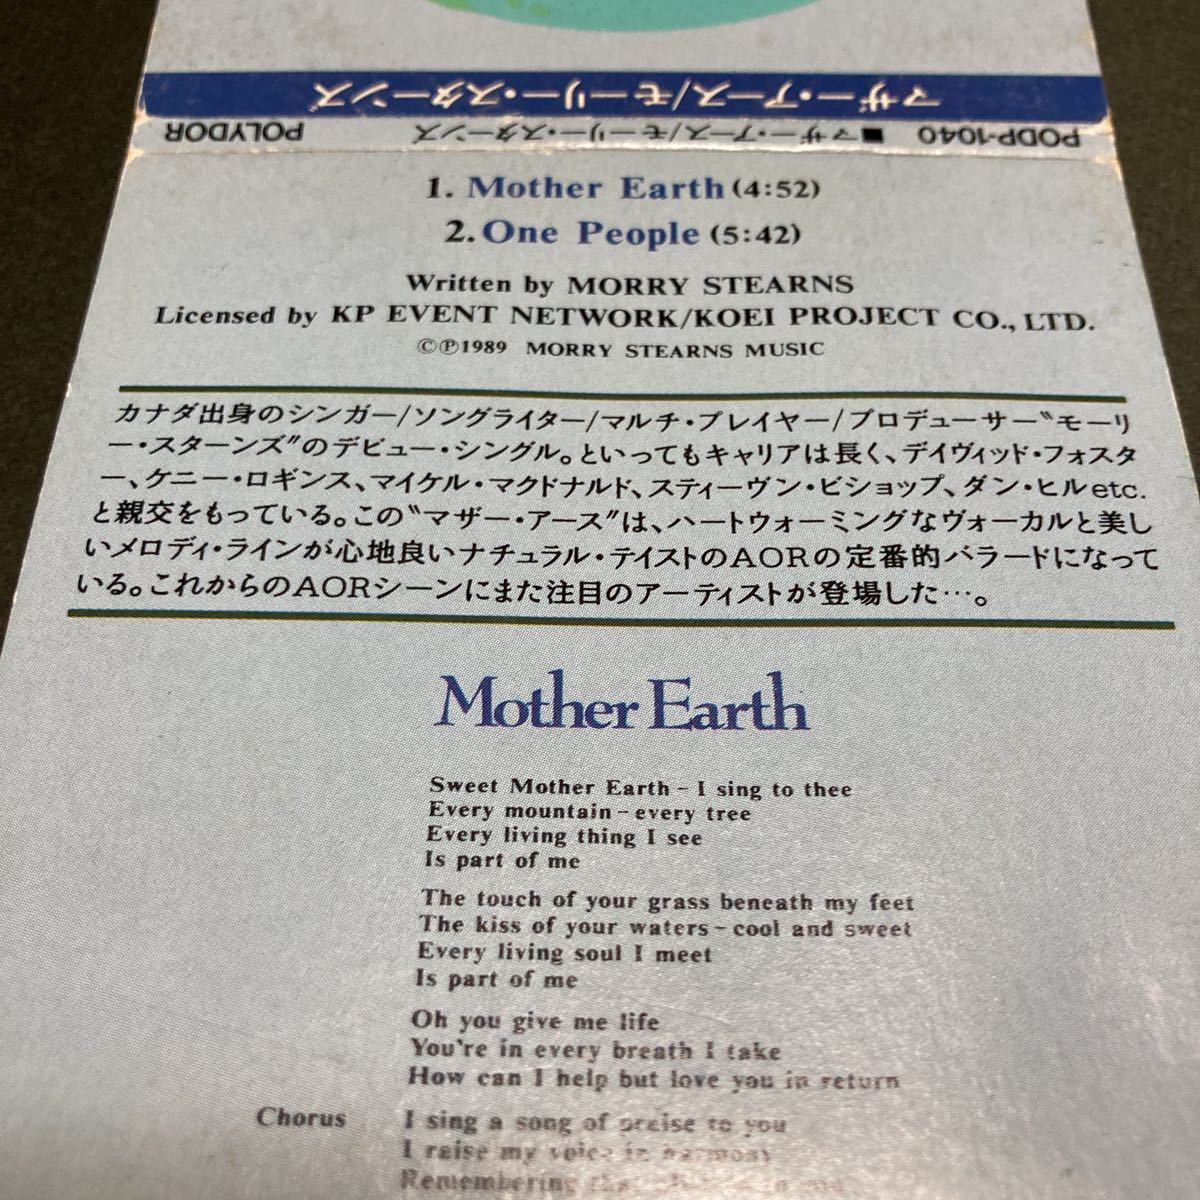 マザー・アース/モーリー・スターンズ
PODP-1040 ■マザー・アース/モーリー・スターンズ POLYDOR
1. Mother Earth (4:52)
2. One People (5:42)
Written by MORRY STEARNS
Licensed by KP EVENT NETWORK/KOEI PROJECT CO., LTD.
©℗1989 MORRY STEARNS MUSIC
カナダ出身のシンガー/ソングライター/マルチ・プレイヤー/プロデューサー〝モーリ
ー・スターンズ〟のデビュー・シングル。といってもキャリアは長く、デイヴィッド・フォスタ
ー、ケニー・ロギンス、マイケル・マクドナルド、スティーヴン・ビショップ、ダン・ヒルetc.
と親交をもっている。この〝マザー・アース〟は、ハートウォーミングなヴォーカルと美し
いメロディ・ラインが心地良いナチュラル・テイストのAORの定番的バラードになって
いる。これからのAORシーンにまた注目のアーティストが登場した…。
Mother Earth
Sweet Mother Earth – I sing to thee
Every mountain – every tree
Every living thing I see
Is part of me
The touch of your grass beneath my feet
The kiss of your waters – cool and sweet
Every living soul I meet
Is part of me
Oh you give me life
You're in every breath I take
How can I help but love you in return
Chorus I sing a song of praise to you
I raise my voice in harmony
Remembering that